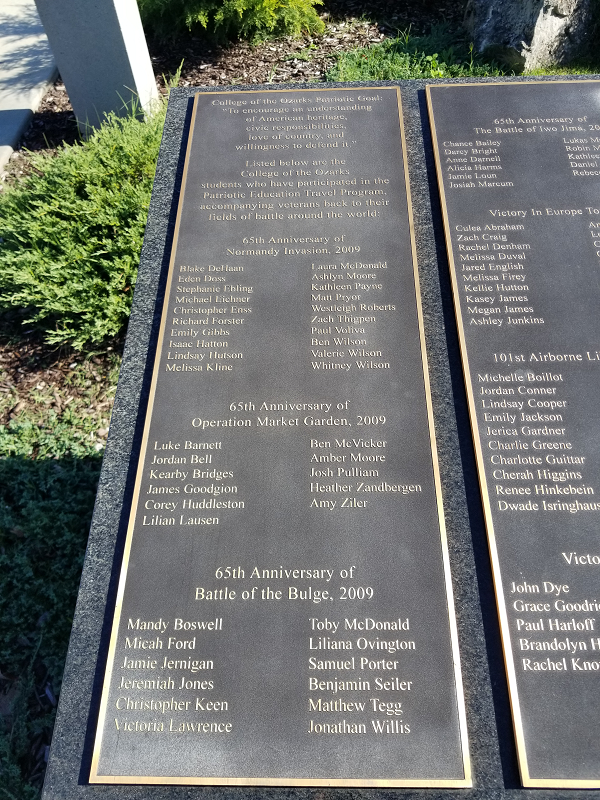 College of the Ozarks Patriotic Goal:
"To encourage an understanding
of American heritage,
civic responsibilities,
love of country, and
willingness to defend it."
Listed below are the
College of the Ozarks
students who have participated in the
Patriotic Education Travel Program,
accompanying veterans back to their
fields of battle around the world:
65th Anniversary of
Normandy Invasion, 2009
Blake DeHaan
Eden Doss
Stephanie Ehling
Michael Eichner
Christopher Enss
Richard Forster
Emily Gibbs
Isaac Hatton
Lindsay Hutson
Melissa Kline
Laura McDonald
Ashlyn Moore
Kathleen Payne
Matt Pryor
Westleigh Roberts
Zach Thigpen
Paul Voliva
Ben Wilson
Valerie Wilson
Whitney Wilson
65th Anniversary of
Operation Market Garden, 2009
Luke Barnett
Jordan Bell
Kearby Bridges
James Goodgion
Corey Huddleston
Lilian Lausen
Ben McVicker
Amber Moore
Josh Pulliam
Heather Zandbergen
Amy Ziler
65th Anniversary of
Battle of the Bulge, 2009
Mandy Boswell
Micah Ford
Jamie Jernigan
Jeremiah Jones
Christopher Keen
Victoria Lawrence
Toby McDonald
Liliana Ovington
Samuel Porter
Benjamin Seiler
Matthew Tegg
Jonathan Willis
65th Anniversary of
The Battle of Iwo Jima,
Chance Bailey
Darcy Bright
Anne Darnell
Alicia Harms
Jamie Loun
Josiah Marcum
Lukas
Robin
Daniel
Victory In Europe
Culea Abraham
Zach Craig
Rachel Denham
Melissa Duval
Jared English
Melissa Firey
Kellie Hutton
Kasey James
Megan James
Ashley Junkins
101st Airborne
Michelle Boillot
Jordan Conner
Lindsay Cooper
Emily Jackson
Jerica Gardner
Charlie Greene
Charlotte Guittar
Cherah Higgins
Renee Hinkebein
Dwade Isringhaus
John Dye
Grace
Paul Harloff
Brandolyn
Rachel